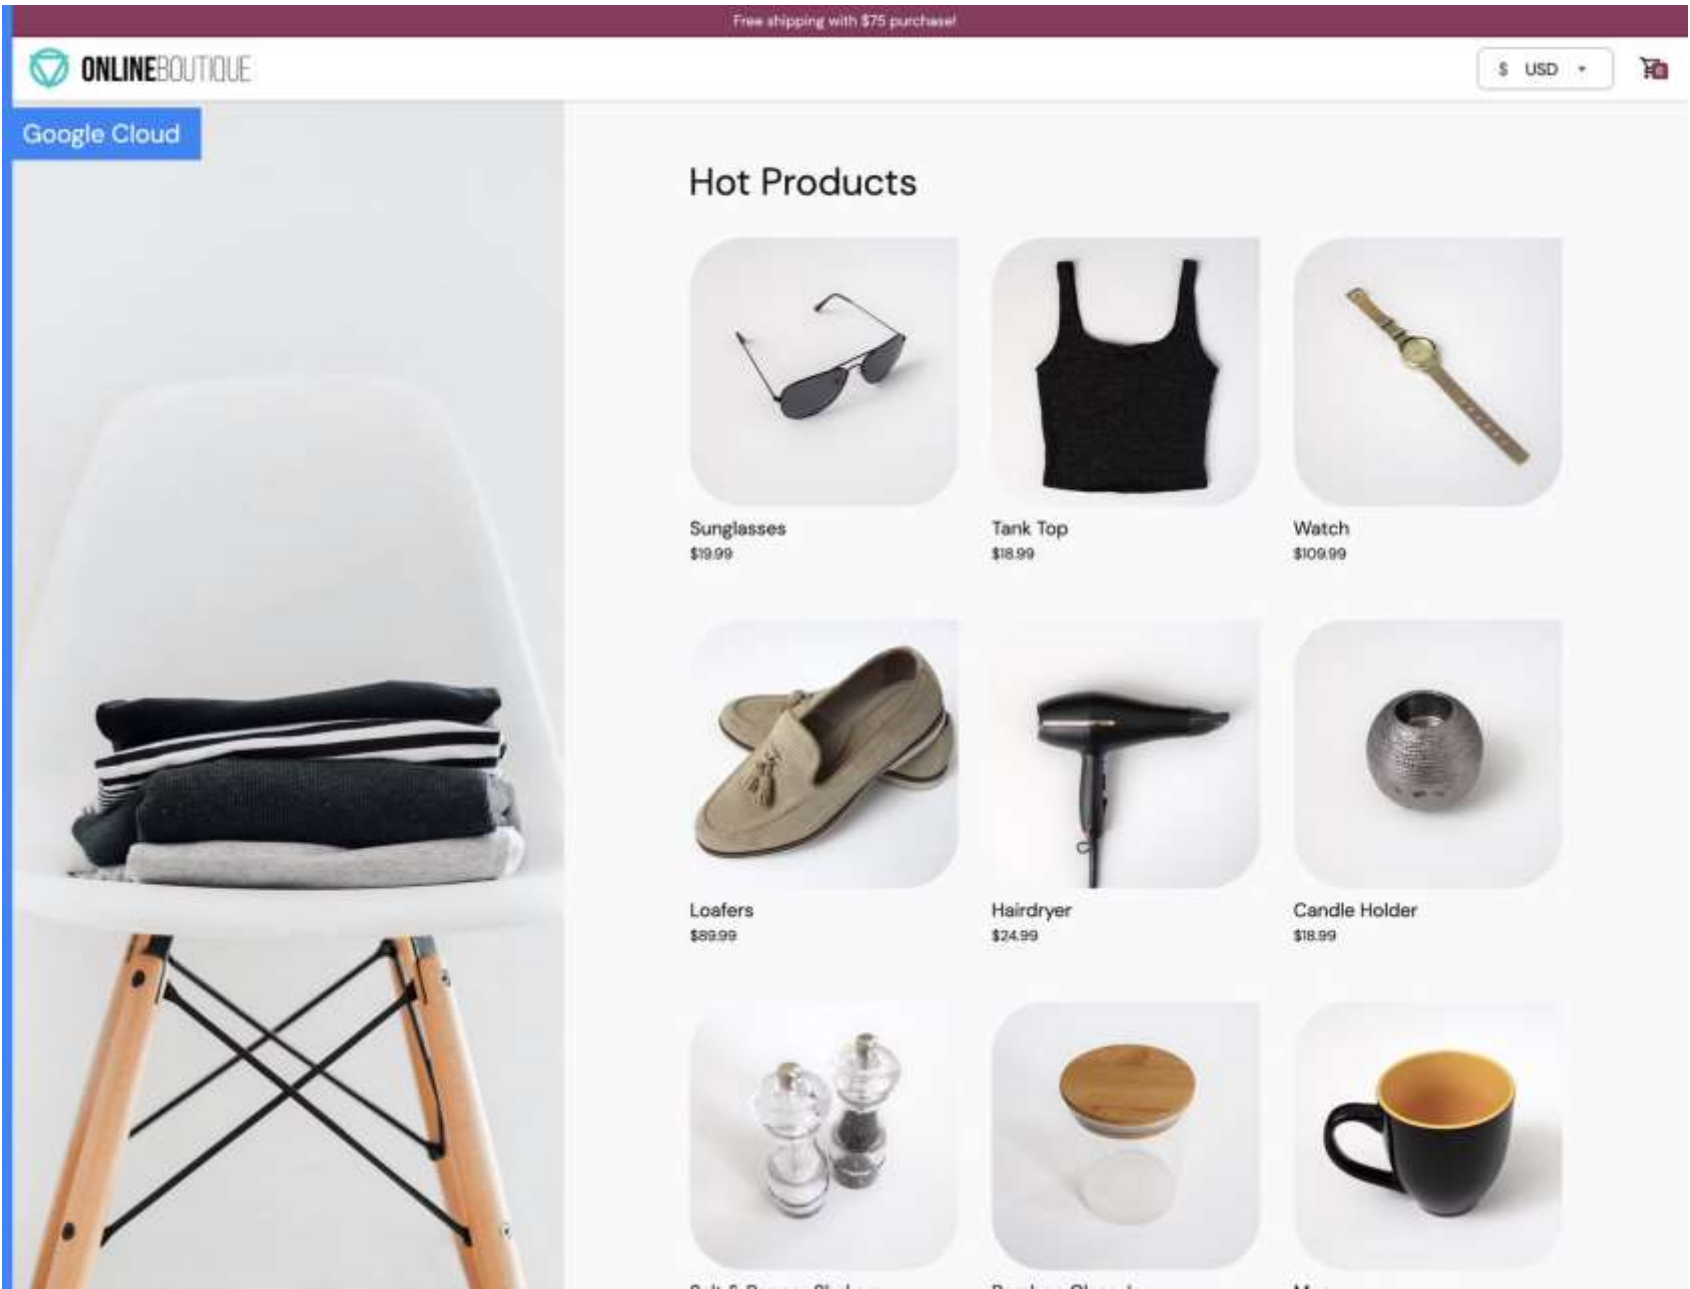 Free shipping with $75 purchase!
ONLINEBOUTIQUE
$ USD
Google Cloud
Hot Products
Sunglasses
$19.99
Tank Top
$18.99
Watch
$109.99
Loafers
$89.99
Hairdryer
$24.99
Candle Holder
$18.99